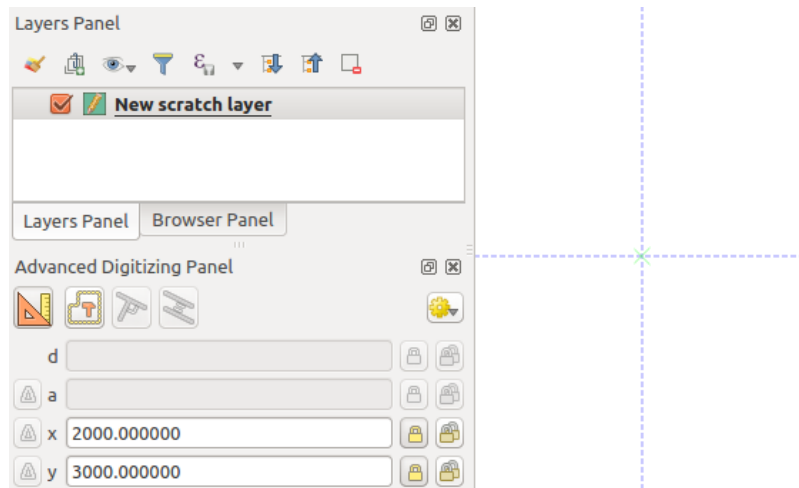 Layers Panel
New scratch layer
Layers Panel
Browser Panel
Advanced Digitizing Panel
d
a
x 2000.000000
y 3000.000000